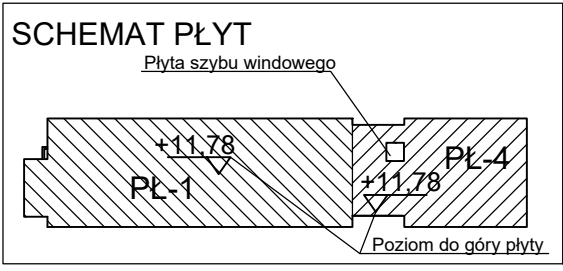 SCHEMAT PŁYT
Płyta szybu windowego
+11,78
PŁ-4
PŁ-1
+11,78
Poziom do góry płyty